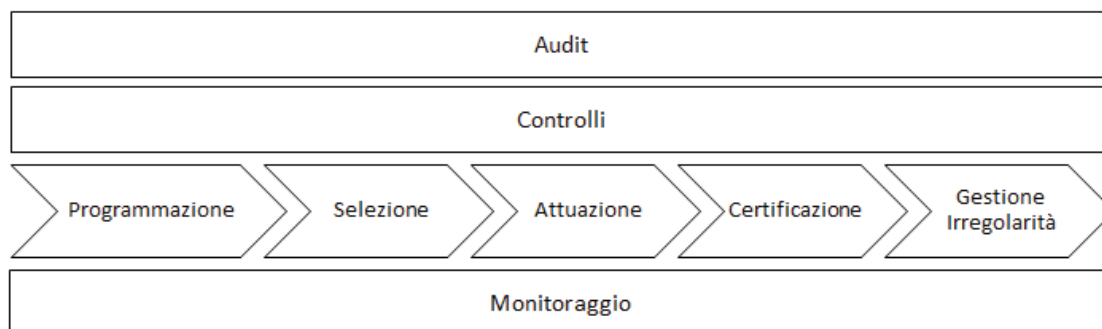 Audit
Controlli
Programmazione
Selezione
Attuazione
Certificazione
Gestione
Irregolarità
Monitoraggio